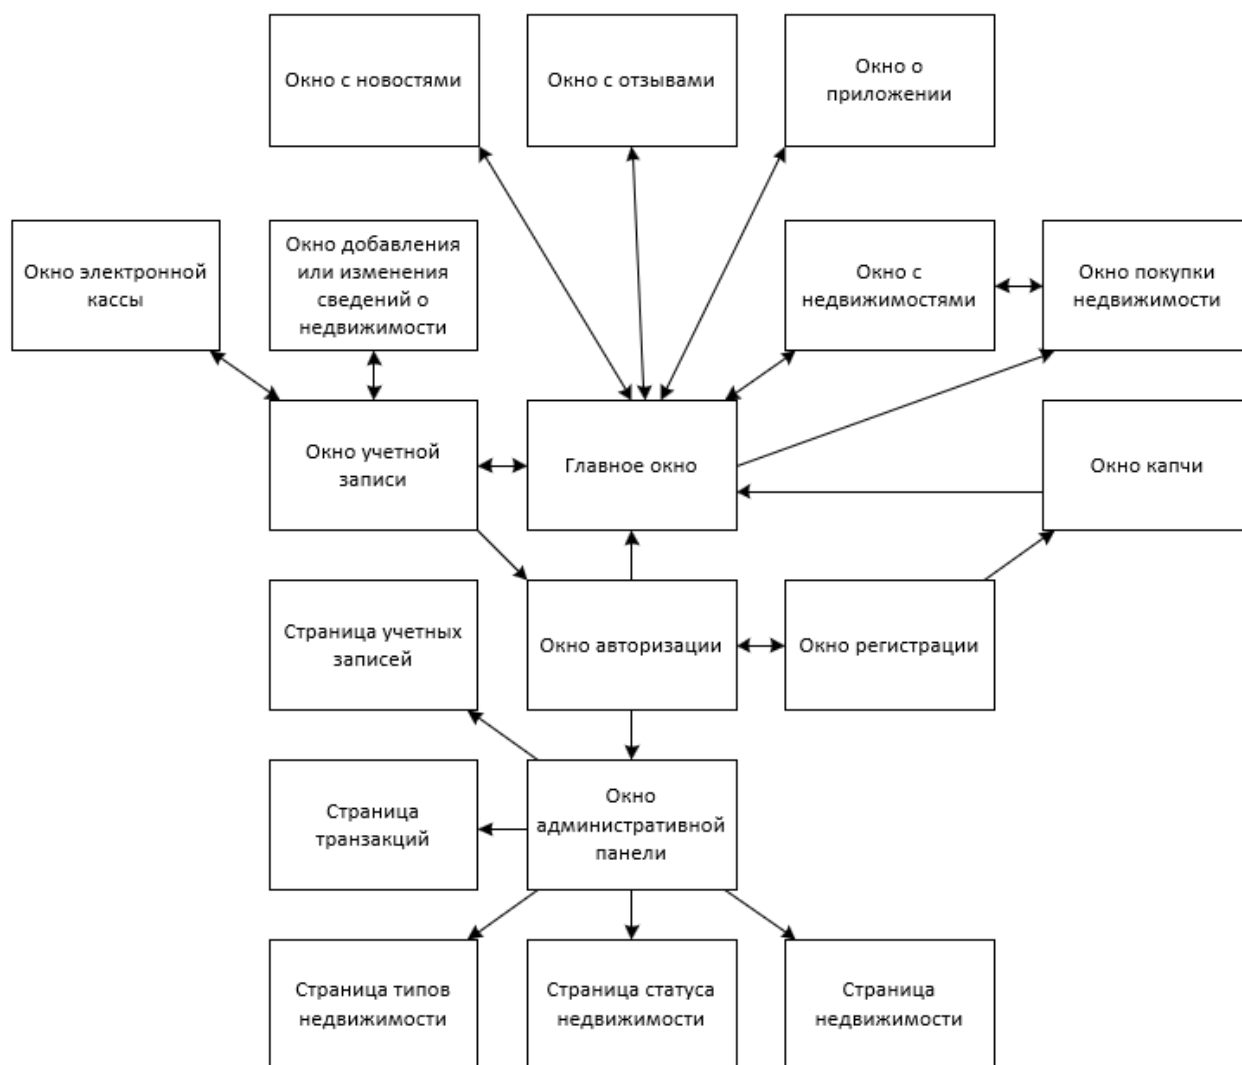 Окно с новостями
Окно с отзывами
Окно о
приложении
Окно электронной
кассы
Окно добавления
или изменения
сведений о
недвижимости
Окно с
недвижимостями
Окно покупки
недвижимости
Окно учетной
записи
Главное окно
Окно капчи
Страница учетных
записей
Окно авторизации
Окно регистрации
Страница
транзакций
Окно
административной
панели
Страница типов
недвижимости
Страница статуса
недвижимости
Страница
недвижимости